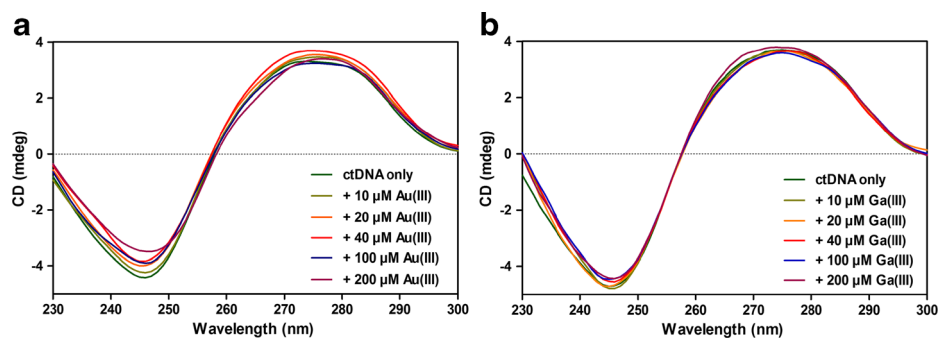 a
4
2
0
-2
-4
CD (mdeg)
230 240 250 260 270 280 290 300
Wavelength (nm)
ctDNA only
+ 10 µM Au(III)
+ 20 µM Au(III)
+ 40 µM Au(III)
+ 100 µM Au(III)
+ 200 µM Au(III)
b
4
2
0
-2
-4
CD (mdeg)
230 240 250 260 270 280 290 300
Wavelength (nm)
ctDNA only
+ 10 µM Ga(III)
+ 20 µM Ga(III)
+ 40 µM Ga(III)
+ 100 µM Ga(III)
+ 200 µM Ga(III)